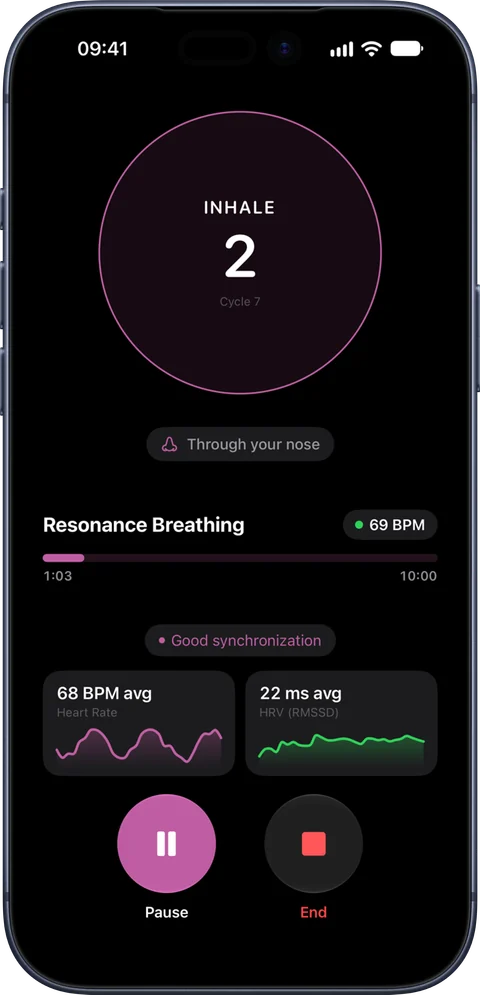 09:41
INHALE
2
Cycle 7
Through your nose
Resonance Breathing
69 BPM
1:03
10:00
Good synchronization
68 BPM avg
Heart Rate
22 ms avg
HRV (RMSSD)
Pause
End